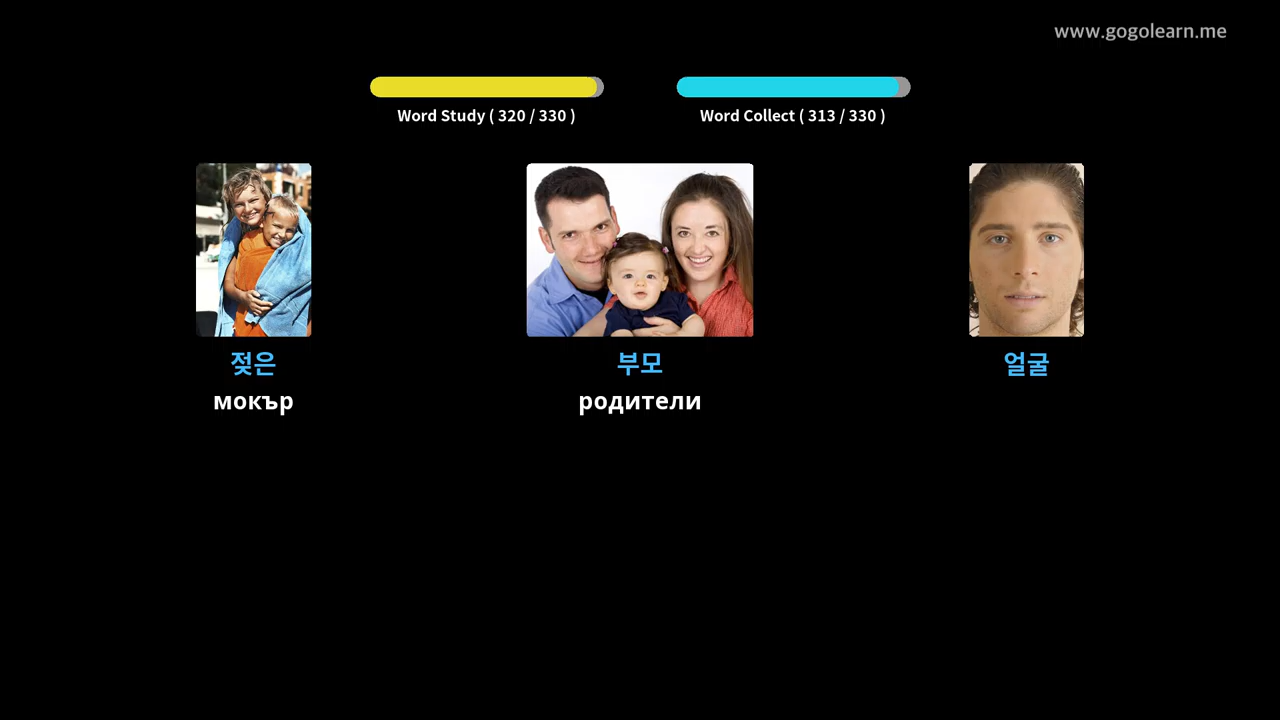 www.gogolearn.me
Word Study ( 320 / 330 )
Word Collect ( 313 / 330 )
젖은
부모
얼굴
мокър
родители